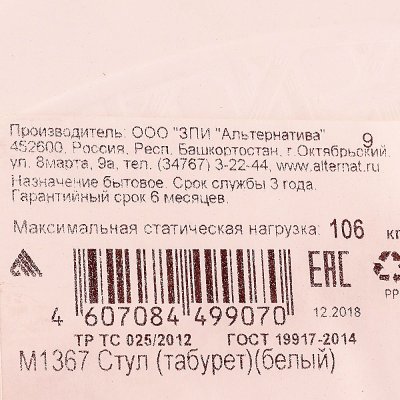 Производитель: ООО "ЗПИ "Альтернатива"
452600, Россия, Респ. Башкортостан, г. Октябрьский,
ул. 8марта, 9а, тел. (34767) 3-22-44, www.alternat.ru
9
Назначение бытовое. Срок службы 3 года.
Гарантийный срок 6 месяцев.
Максимальная статическая нагрузка: 106 кг
ЕАС
PP
4 607084 499070
12.2018
ТР ТС 025/2012 ГОСТ 19917-2014
М1367 Стул (табурет)(белый)